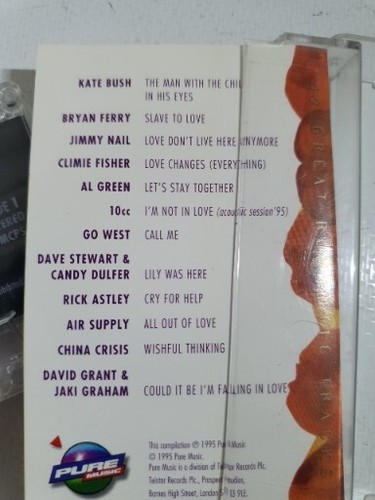 KATE BUSH THE MAN WITH THE CHIL
IN HIS EYES
BRYAN FERRY SLAVE TO LOVE
JIMMY NAIL LOVE DON'T LIVE HERE ANYMORE
CLIMIE FISHER LOVE CHANGES (EVERYTHING)
AL GREEN LET'S STAY TOGETHER
10cc I'M NOT IN LOVE (acoustic session '95)
GO WEST CALL ME
DAVE STEWART &
CANDY DULFER LILY WAS HERE
RICK ASTLEY CRY FOR HELP
AIR SUPPLY ALL OUT OF LOVE
CHINA CRISIS WISHFUL THINKING
DAVID GRANT &
JAKI GRAHAM COULD IT BE I'M FALLING IN LOVE
This compilation ℗ 1995 Pure Music
© 1995 Pure Music.
Pure Music is a division of Telstar Records Plc.
Telstar Records Plc., Prospect Studios,
Barnes High Street, London 9LE.
PURE
MUSIC